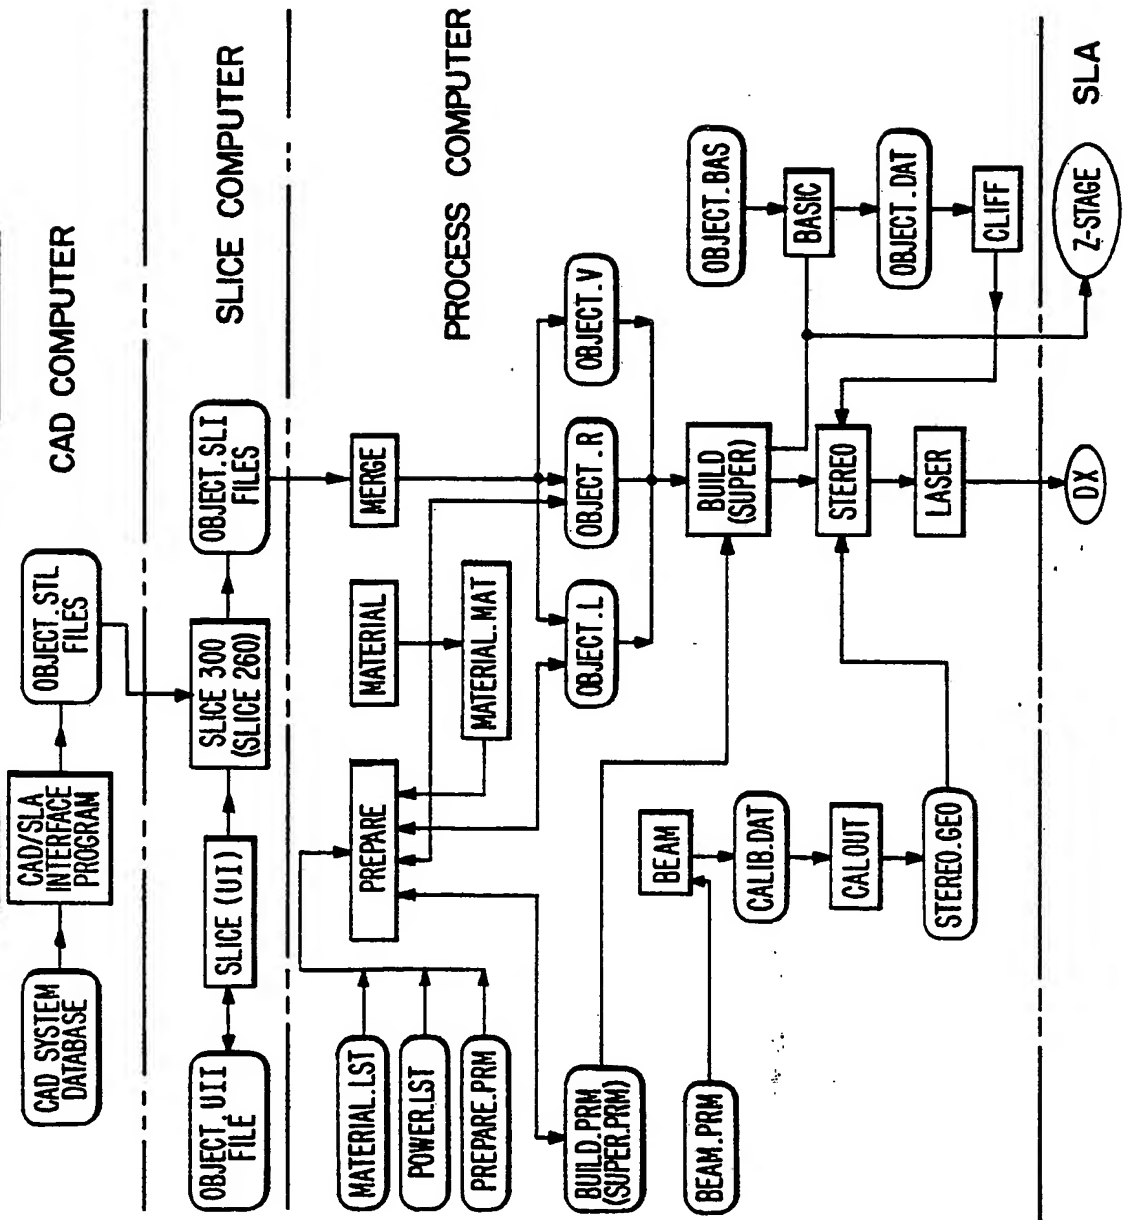 CAD COMPUTER
CAD SYSTEM
DATABASE
CAD/SLA
INTERFACE
PROGRAM
OBJECT.STL
FILES
SLICE COMPUTER
OBJECT.UII
FILE
SLICE (UI)
SLICE 300
(SLICE 260)
OBJECT.SLI
FILES
PROCESS COMPUTER
MATERIAL.LST
POWER.LST
PREPARE.PRM
PREPARE
MATERIAL
MATERIAL.MAT
MERGE
OBJECT.L
OBJECT.R
OBJECT.V
BUILD.PRM
(SUPER.PRM)
BUILD
(SUPER)
OBJECT.BAS
BASIC
OBJECT.DAT
CLIFF
BEAM.PRM
BEAM
CALIB.DAT
CALOUT
STEREO.GEO
STEREO
LASER
SLA
DX
Z-STAGE